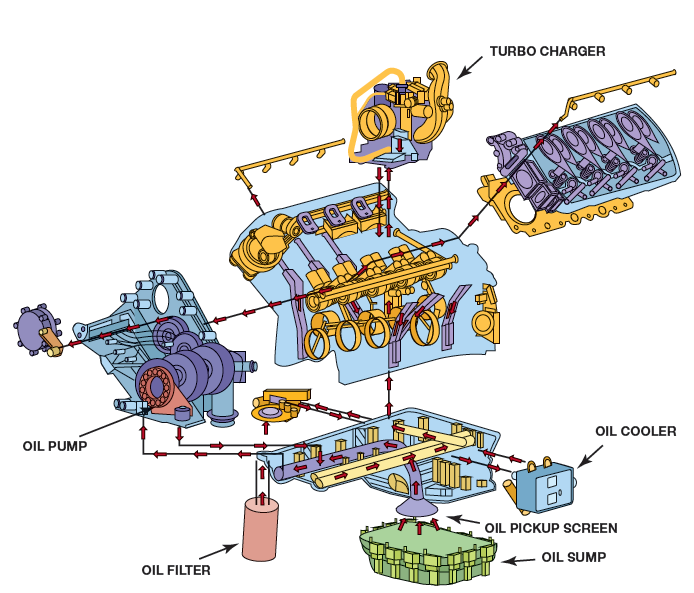 TURBO CHARGER
OIL PUMP
OIL COOLER
OIL PICKUP SCREEN
OIL SUMP
OIL FILTER